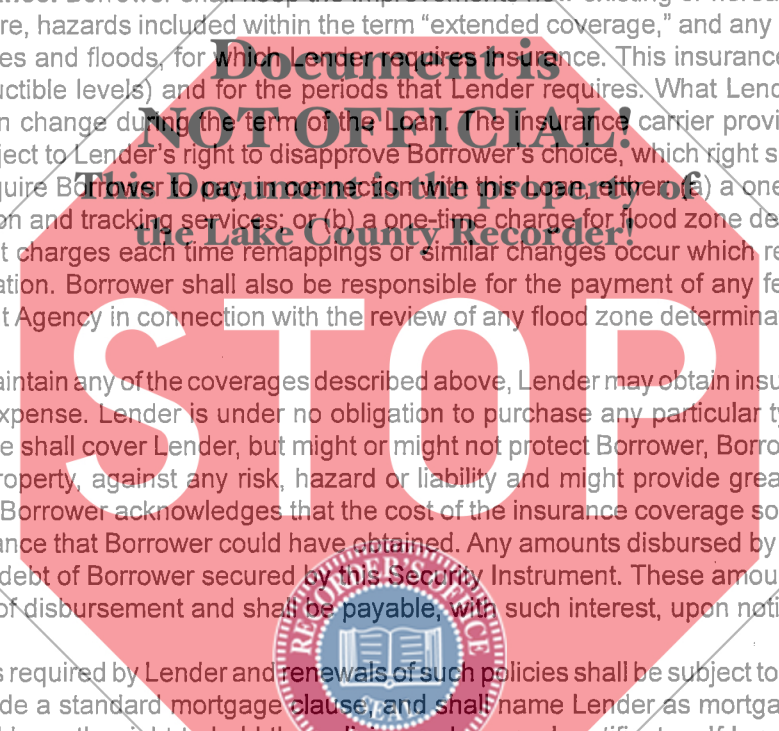 re, hazards included within the term “extended coverage,” and any
es and floods, for which Lender requires insurance. This insurance
Document is
uctible levels) and for the periods that Lender requires. What Lend
n change during the term of the Loan. The insurance carrier provi
NOT OFFICIAL!
ject to Lender's right to disapprove Borrower's choice, which right s
quire Borrower to pay, in connection with this Loan, either: (a) a one
This Document is the property of
on and tracking services; or (b) a one-time charge for flood zone de
the Lake County Recorder!
t charges each time remappings or similar changes occur which re
ation. Borrower shall also be responsible for the payment of any fe
t Agency in connection with the review of any flood zone determina
STOP
aintain any of the coverages described above, Lender may obtain insu
xpense. Lender is under no obligation to purchase any particular ty
e shall cover Lender, but might or might not protect Borrower, Borro
roperty, against any risk, hazard or liability and might provide grea
Borrower acknowledges that the cost of the insurance coverage so
ance that Borrower could have obtained. Any amounts disbursed by
debt of Borrower secured by this Security Instrument. These amou
of disbursement and shall be payable, with such interest, upon noti
RECORDER'S OFFICE
SEAL
s required by Lender and renewals of such policies shall be subject to
de a standard mortgage clause, and shall name Lender as mortga